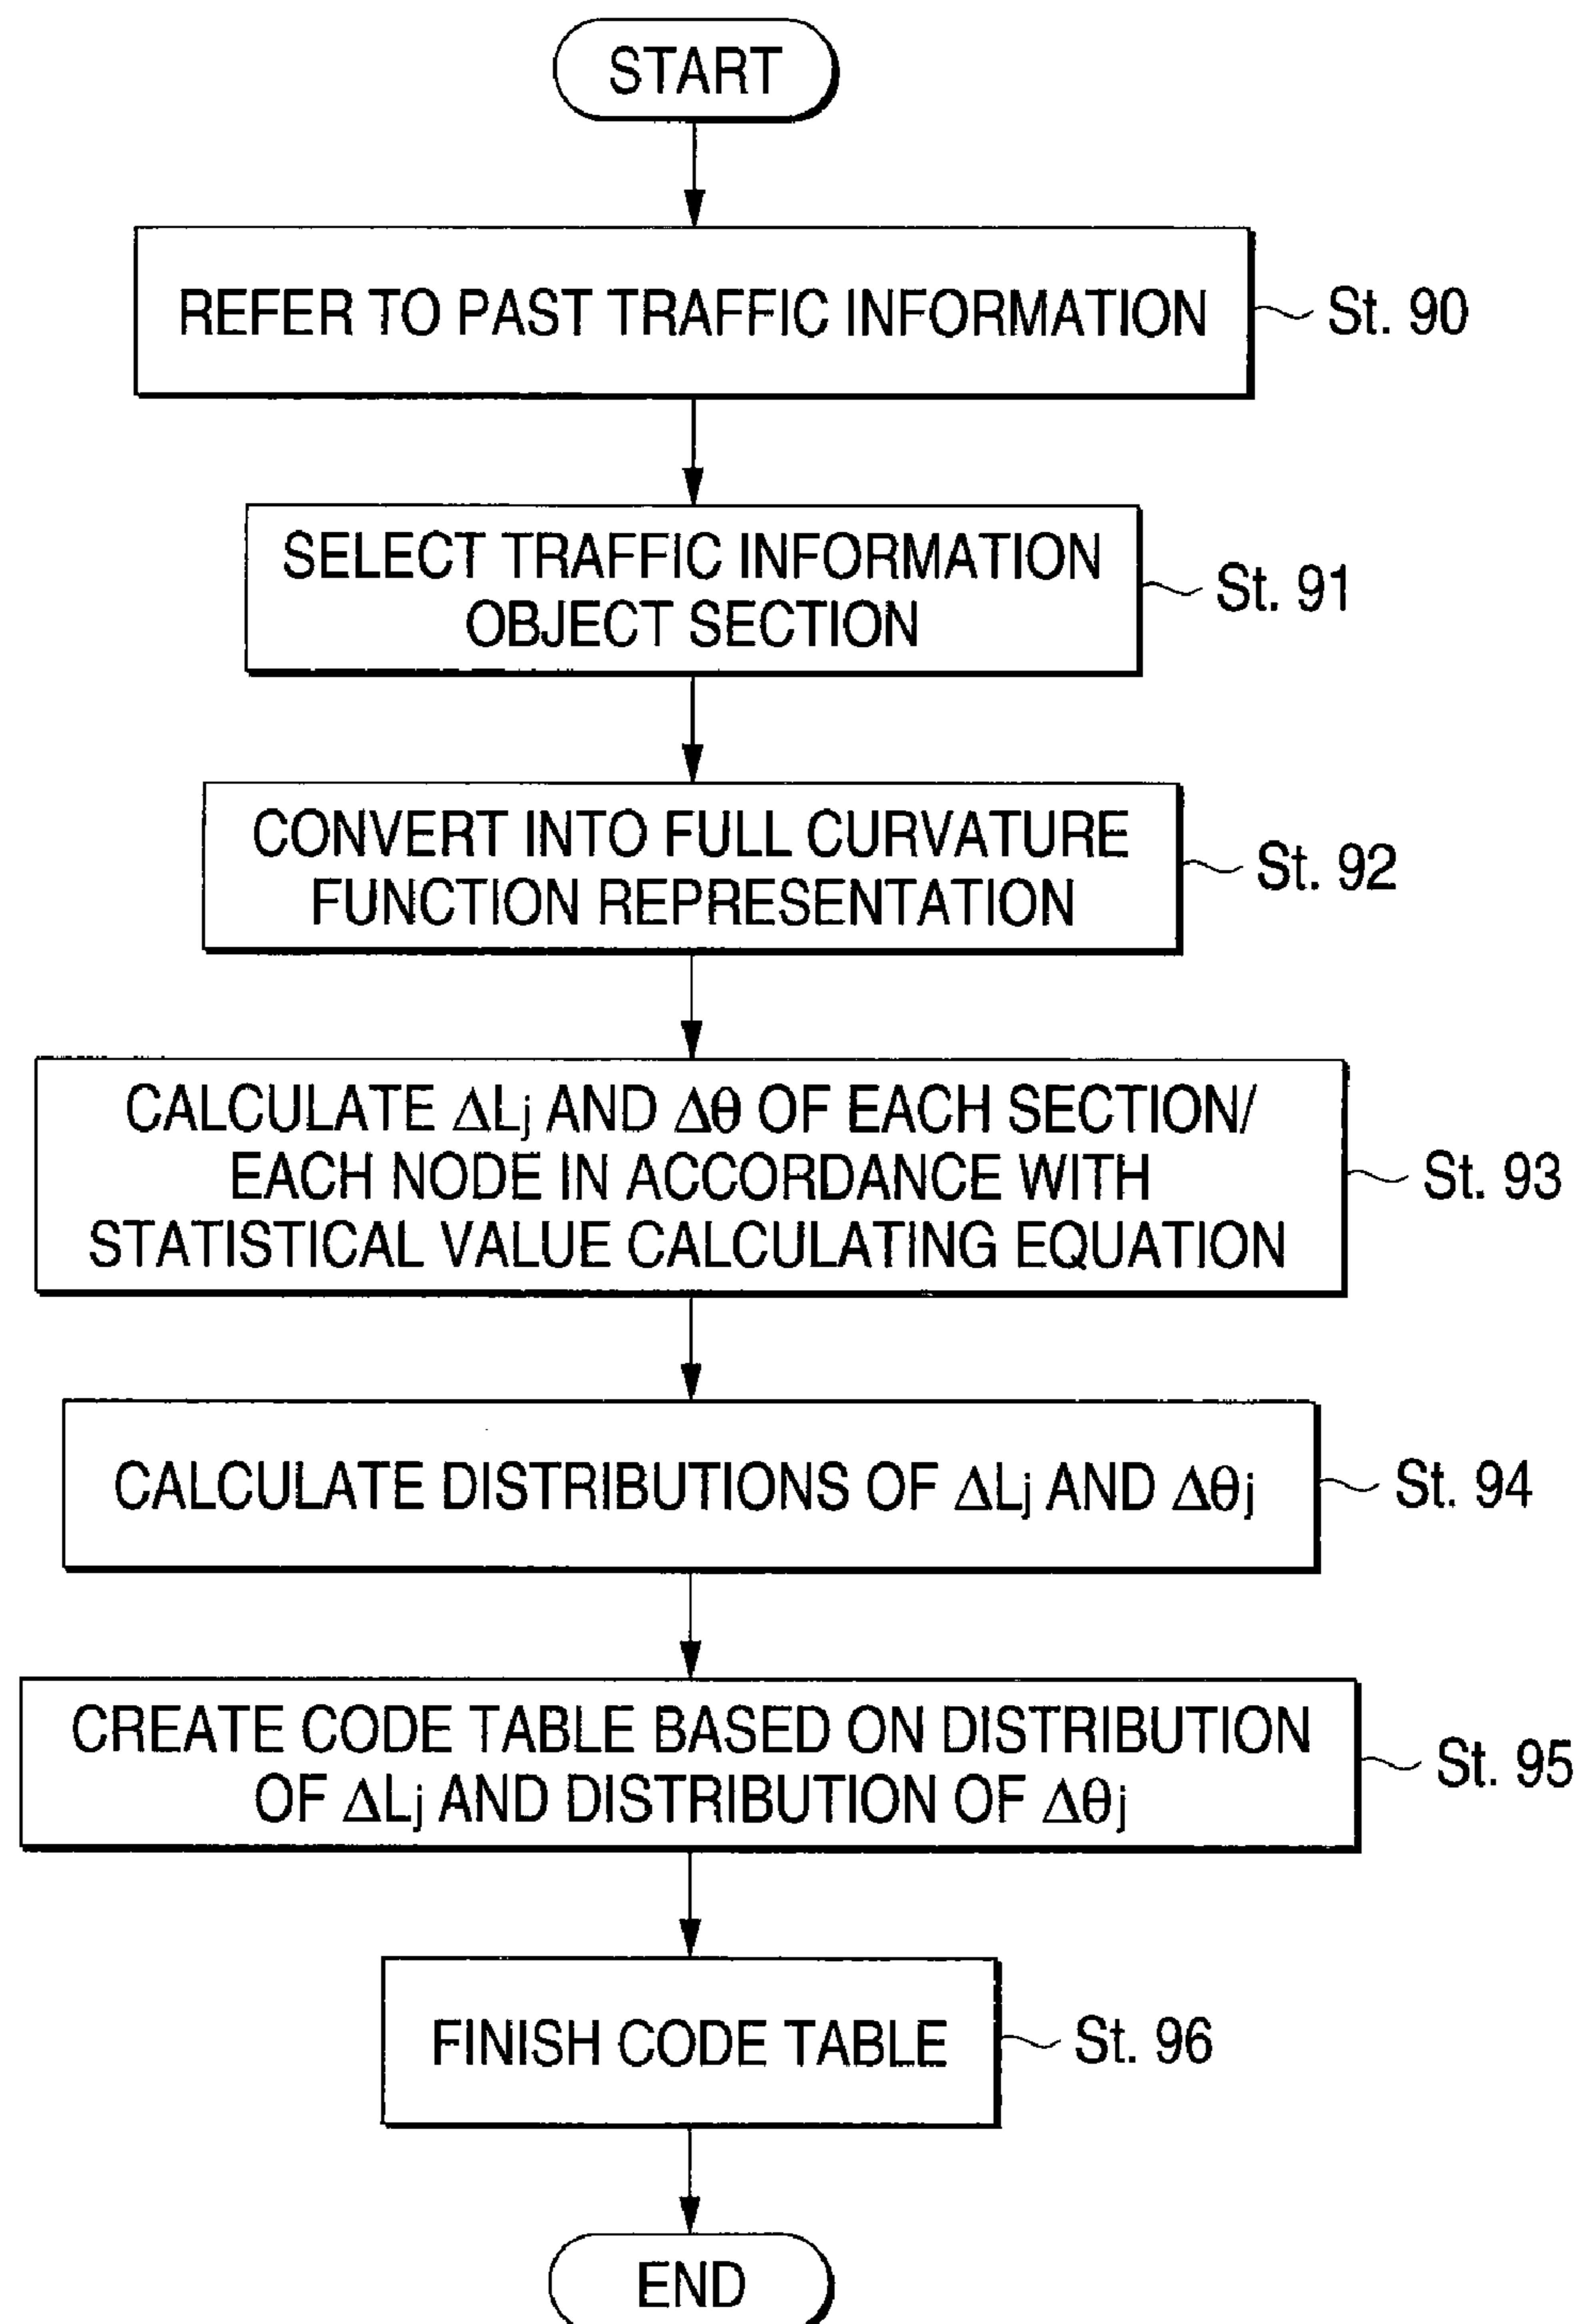 START
REFER TO PAST TRAFFIC INFORMATION
St. 90
SELECT TRAFFIC INFORMATION
OBJECT SECTION
St. 91
CONVERT INTO FULL CURVATURE
FUNCTION REPRESENTATION
St. 92
CALCULATE ΔLj AND Δθ OF EACH SECTION/
EACH NODE IN ACCORDANCE WITH
STATISTICAL VALUE CALCULATING EQUATION
St. 93
CALCULATE DISTRIBUTIONS OF ΔLj AND Δθj
St. 94
CREATE CODE TABLE BASED ON DISTRIBUTION
OF ΔLj AND DISTRIBUTION OF Δθj
St. 95
FINISH CODE TABLE
St. 96
END